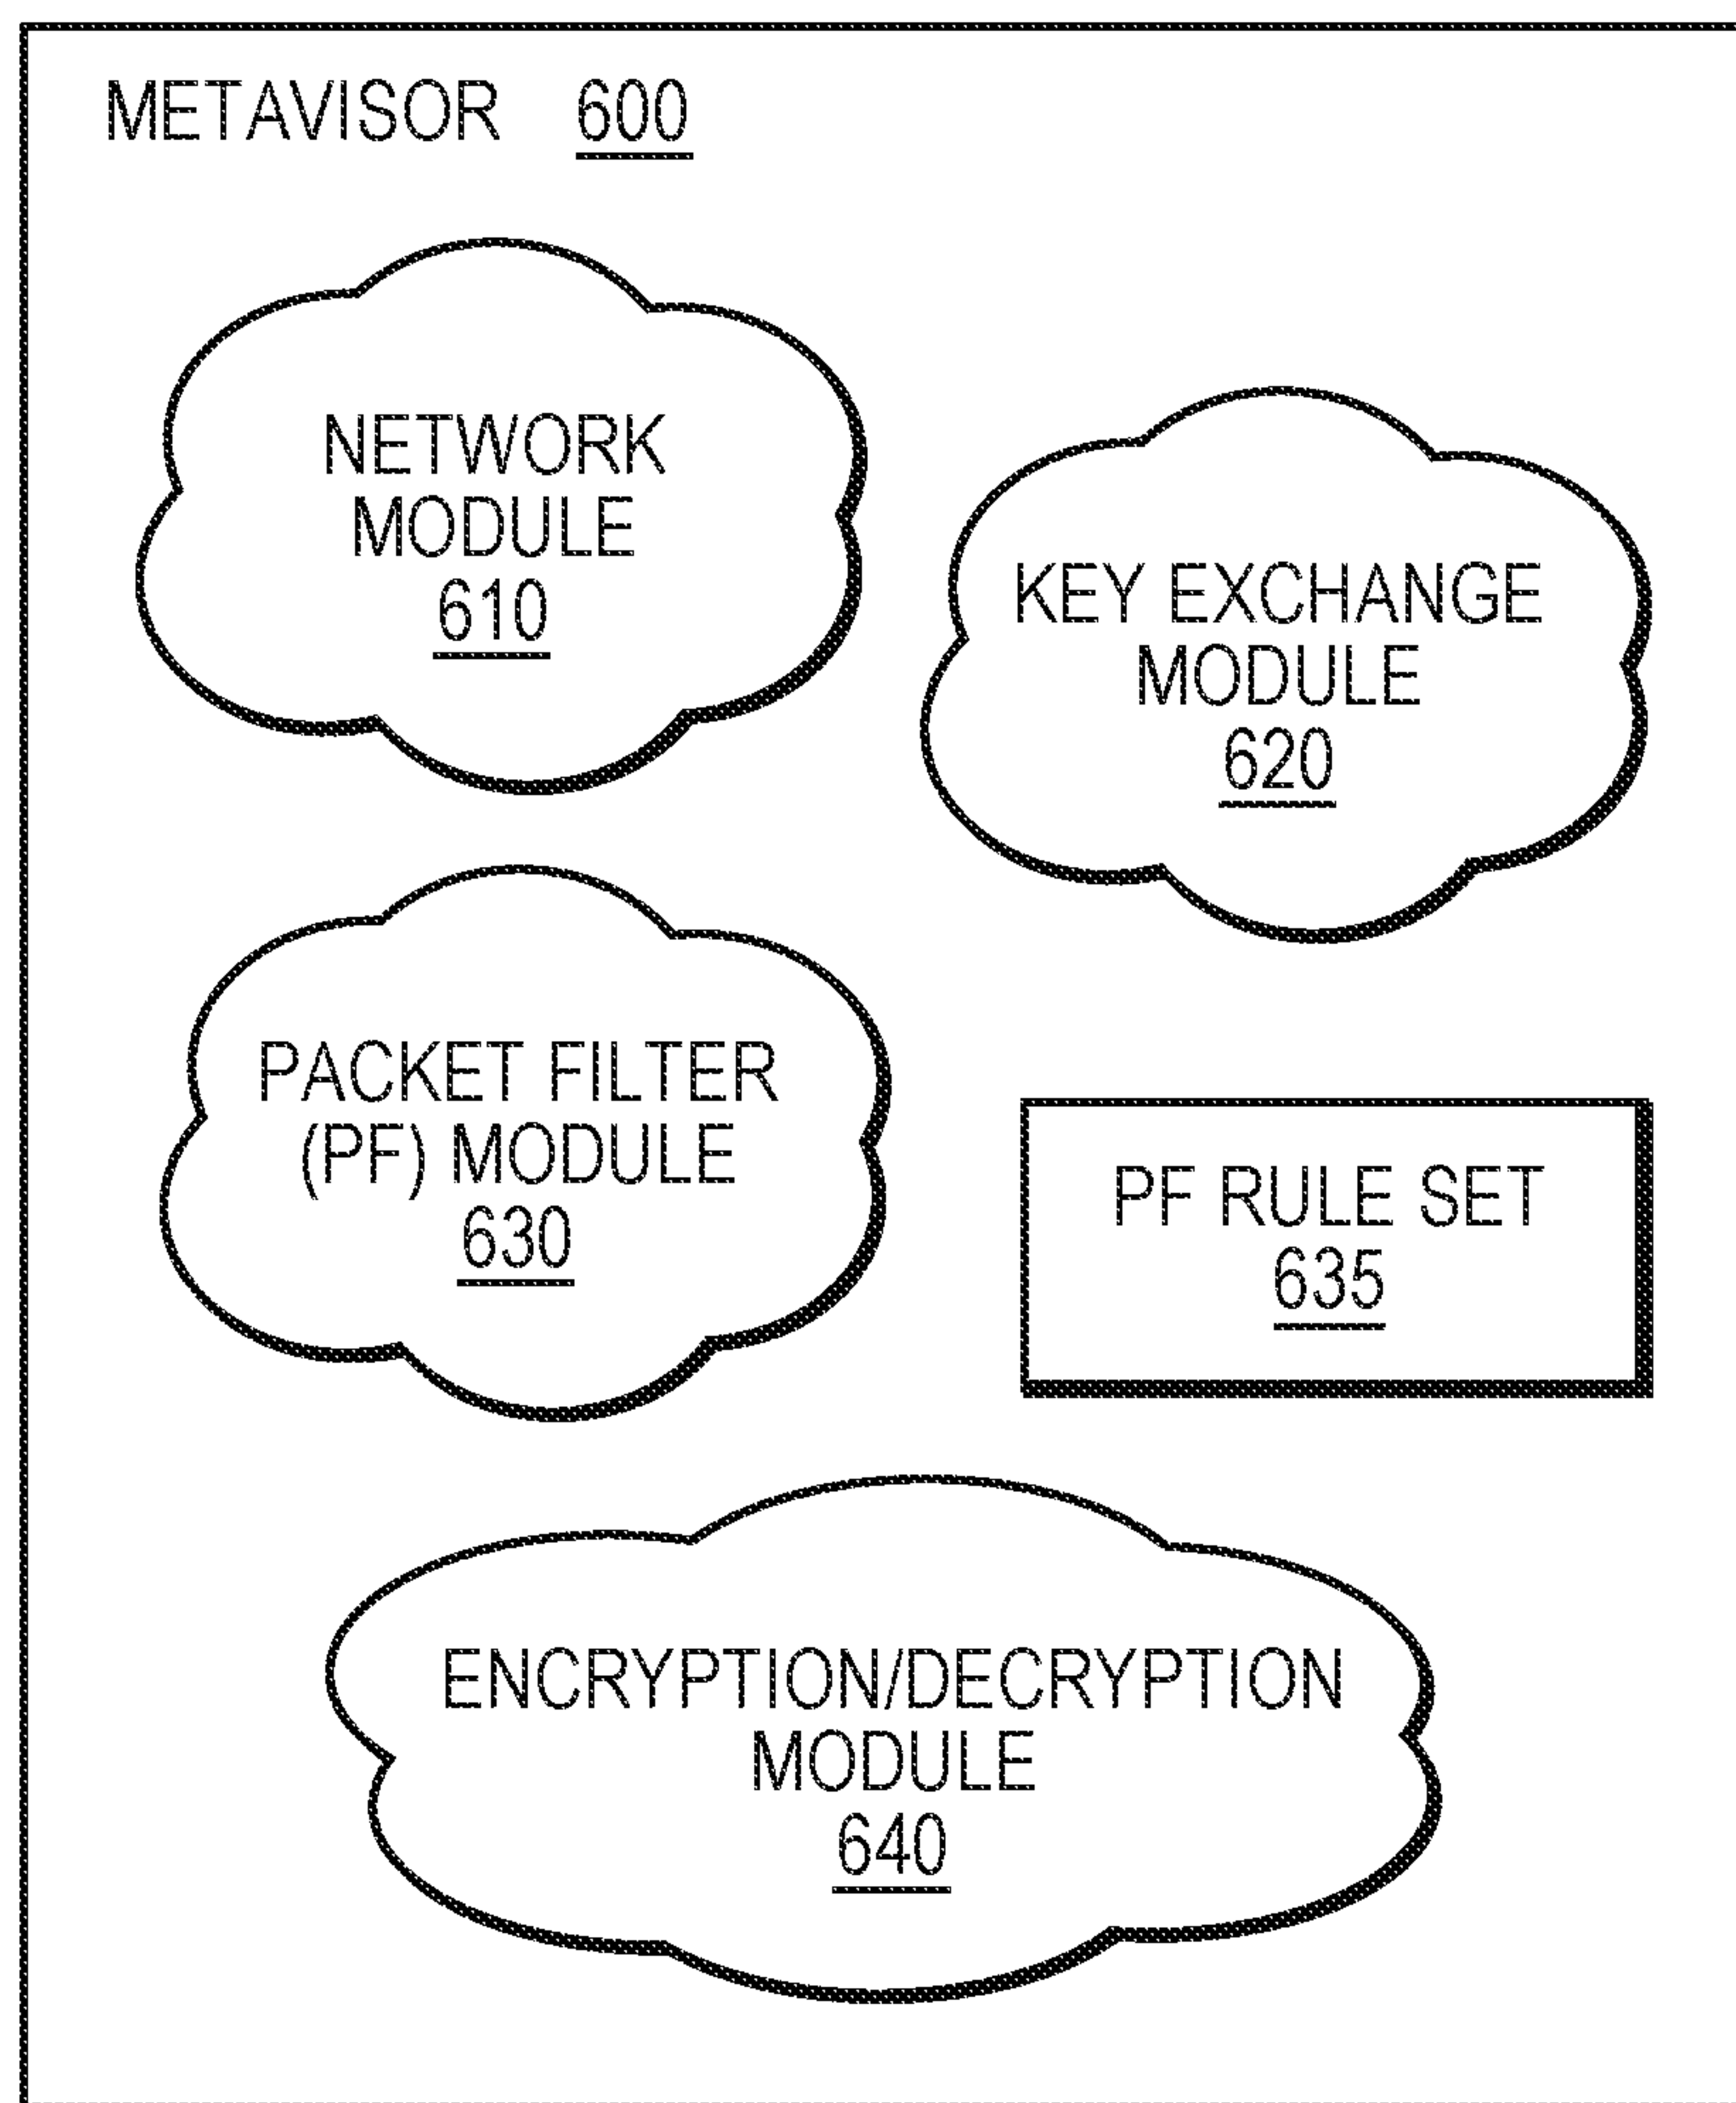 METAVISOR 600
NETWORK
MODULE
610
KEY EXCHANGE
MODULE
620
PACKET FILTER
(PF) MODULE
630
PF RULE SET
635
ENCRYPTION/DECRYPTION
MODULE
640